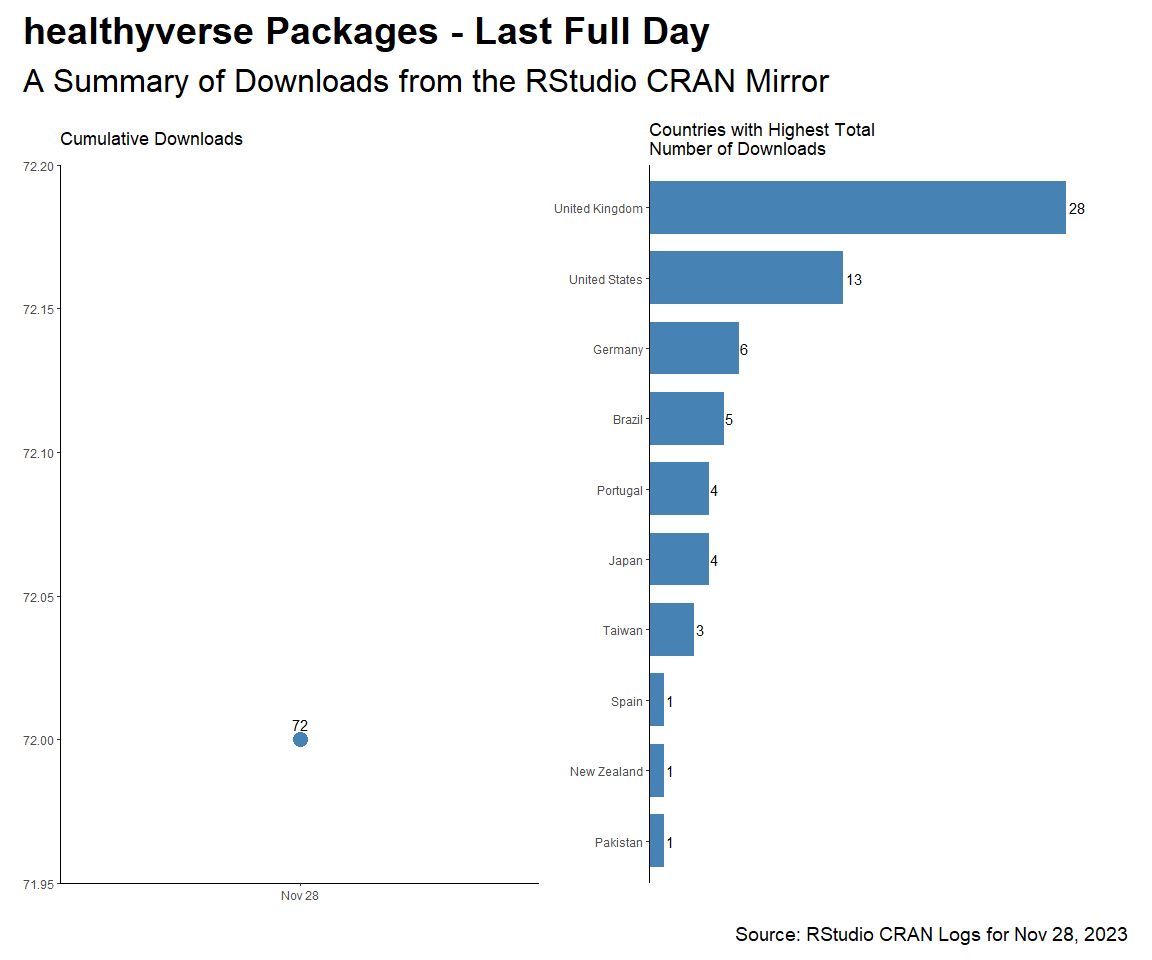 healthyverse Packages - Last Full Day
A Summary of Downloads from the RStudio CRAN Mirror
Cumulative Downloads
72.20
72.15
72.10
72.05
72.00
71.95
72
Nov 28
Countries with Highest Total
Number of Downloads
United Kingdom 28
United States 13
Germany 6
Brazil 5
Portugal 4
Japan 4
Taiwan 3
Spain 1
New Zealand 1
Pakistan 1
Source: RStudio CRAN Logs for Nov 28, 2023